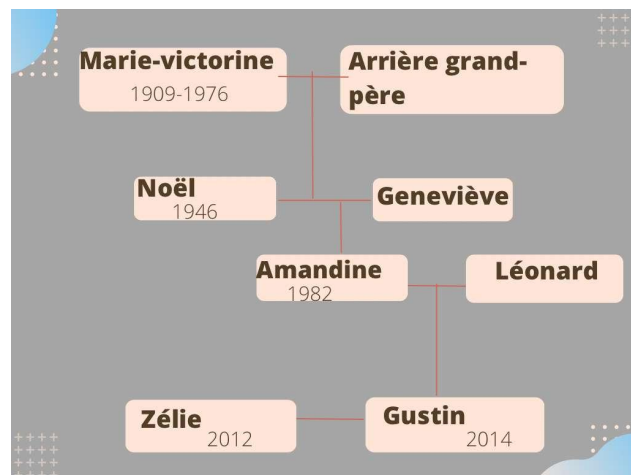 Marie-victorine
1909-1976
Arrière grand-
père
Noël
1946
Geneviève
Amandine
1982
Léonard
Zélie
2012
Gustin
2014